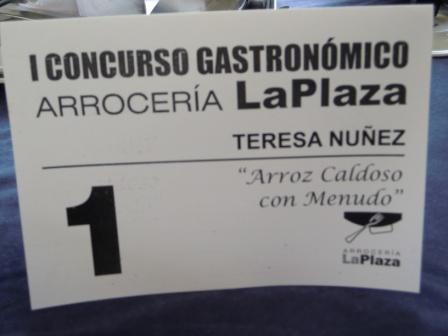 I CONCURSO GASTRONÓMICO
ARROCERÍA LaPlaza
TERESA NUÑEZ
1
“Arroz Caldoso
con Menudo”
ARROCERÍA
LaPlaza